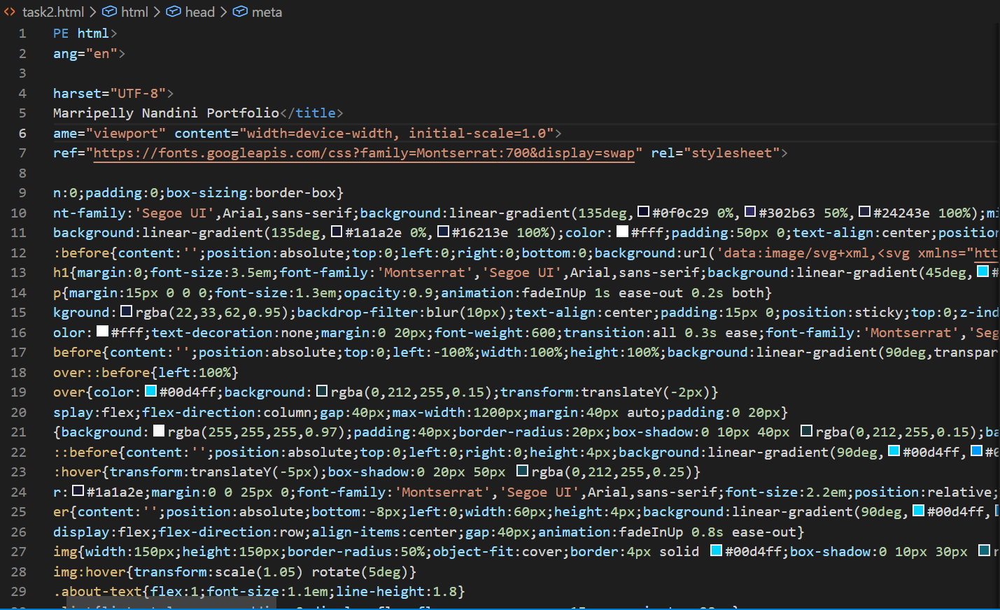 task2.html > html > head > meta
1 PE html>
2 ang="en">
3
4 harset="UTF-8">
5 Marripelly Nandini Portfolio</title>
6 ame="viewport" content="width=device-width, initial-scale=1.0">
7 ref="https://fonts.googleapis.com/css?family=Montserrat:700&display=swap" rel="stylesheet">
8
9 n:0;padding:0;box-sizing:border-box}
10 nt-family:'Segoe UI',Arial,sans-serif;background:linear-gradient(135deg,#0f0c29 0%,#302b63 50%,#24243e 100%);mi
11 background:linear-gradient(135deg,#1a1a2e 0%,#16213e 100%);color:#fff;padding:50px 0;text-align:center;position
12 :before{content:'';position:absolute;top:0;left:0;right:0;bottom:0;background:url('data:image/svg+xml,<svg xmlns="htt
13 h1{margin:0;font-size:3.5em;font-family:'Montserrat','Segoe UI',Arial,sans-serif;background:linear-gradient(45deg,#
14 p{margin:15px 0 0 0;font-size:1.3em;opacity:0.9;animation:fadeInUp 1s ease-out 0.2s both}
15 kground:rgba(22,33,62,0.95);backdrop-filter:blur(10px);text-align:center;padding:15px 0;position:sticky;top:0;z-ind
16 olor:#fff;text-decoration:none;margin:0 20px;font-weight:600;transition:all 0.3s ease;font-family:'Montserrat','Seg
17 before{content:'';position:absolute;top:0;left:-100%;width:100%;height:100%;background:linear-gradient(90deg,transpar
18 over::before{left:100%}
19 over{color:#00d4ff;background:rgba(0,212,255,0.15);transform:translateY(-2px)}
20 splay:flex;flex-direction:column;gap:40px;max-width:1200px;margin:40px auto;padding:0 20px}
21 {background:rgba(255,255,255,0.97);padding:40px;border-radius:20px;box-shadow:0 10px 40px rgba(0,212,255,0.15);ba
22 ::before{content:'';position:absolute;top:0;left:0;right:0;height:4px;background:linear-gradient(90deg,#00d4ff,#0
23 :hover{transform:translateY(-5px);box-shadow:0 20px 50px rgba(0,212,255,0.25)}
24 r:#1a1a2e;margin:0 0 25px 0;font-family:'Montserrat','Segoe UI',Arial,sans-serif;font-size:2.2em;position:relative;
25 er{content:'';position:absolute;bottom:-8px;left:0;width:60px;height:4px;background:linear-gradient(90deg,#00d4ff,
26 display:flex;flex-direction:row;align-items:center;gap:40px;animation:fadeInUp 0.8s ease-out}
27 img{width:150px;height:150px;border-radius:50%;object-fit:cover;border:4px solid #00d4ff;box-shadow:0 10px 30px r
28 img:hover{transform:scale(1.05) rotate(5deg)}
29 .about-text{flex:1;font-size:1.1em;line-height:1.8}